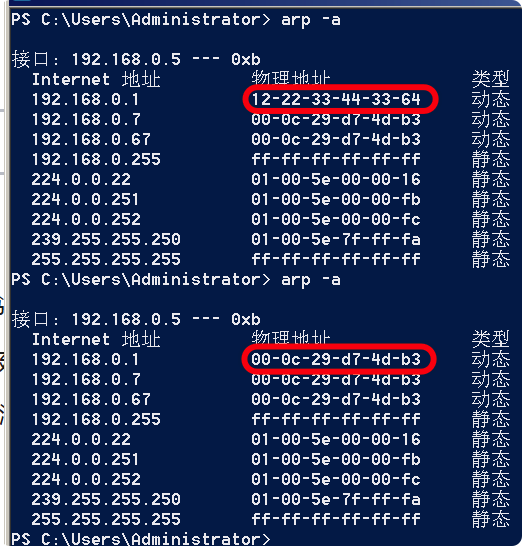 PS C:\Users\Administrator> arp -a
接口: 192.168.0.5 --- 0xb
Internet 地址 物理地址 类型
192.168.0.1 12-22-33-44-33-64 动态
192.168.0.7 00-0c-29-d7-4d-b3 动态
192.168.0.67 00-0c-29-d7-4d-b3 动态
192.168.0.255 ff-ff-ff-ff-ff-ff 静态
224.0.0.22 01-00-5e-00-00-16 静态
224.0.0.251 01-00-5e-00-00-fb 静态
224.0.0.252 01-00-5e-00-00-fc 静态
239.255.255.250 01-00-5e-7f-ff-fa 静态
255.255.255.255 ff-ff-ff-ff-ff-ff 静态
PS C:\Users\Administrator> arp -a
接口: 192.168.0.5 --- 0xb
Internet 地址 物理地址 类型
192.168.0.1 00-0c-29-d7-4d-b3 动态
192.168.0.7 00-0c-29-d7-4d-b3 动态
192.168.0.67 00-0c-29-d7-4d-b3 动态
192.168.0.255 ff-ff-ff-ff-ff-ff 静态
224.0.0.22 01-00-5e-00-00-16 静态
224.0.0.251 01-00-5e-00-00-fb 静态
224.0.0.252 01-00-5e-00-00-fc 静态
239.255.255.250 01-00-5e-7f-ff-fa 静态
255.255.255.255 ff-ff-ff-ff-ff-ff 静态
PS C:\Users\Administrator>